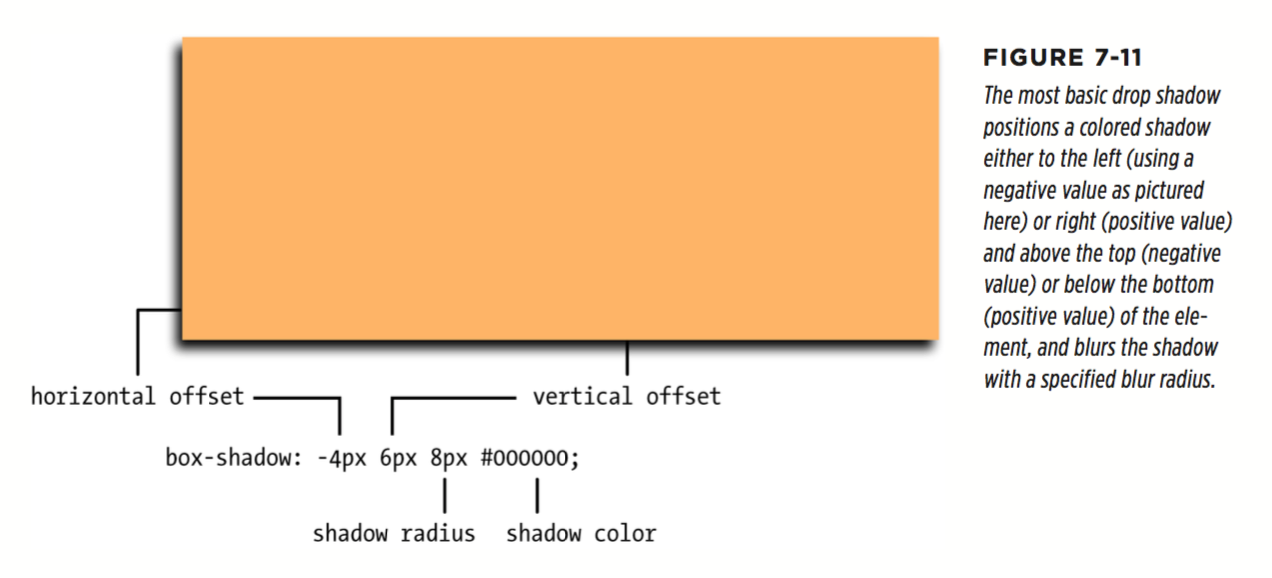 FIGURE 7-11
The most basic drop shadow
positions a colored shadow
either to the left (using a
negative value as pictured
here) or right (positive value)
and above the top (negative
value) or below the bottom
(positive value) of the ele-
ment, and blurs the shadow
with a specified blur radius.
horizontal offset
vertical offset
box-shadow: -4px 6px 8px #000000;
shadow radius
shadow color